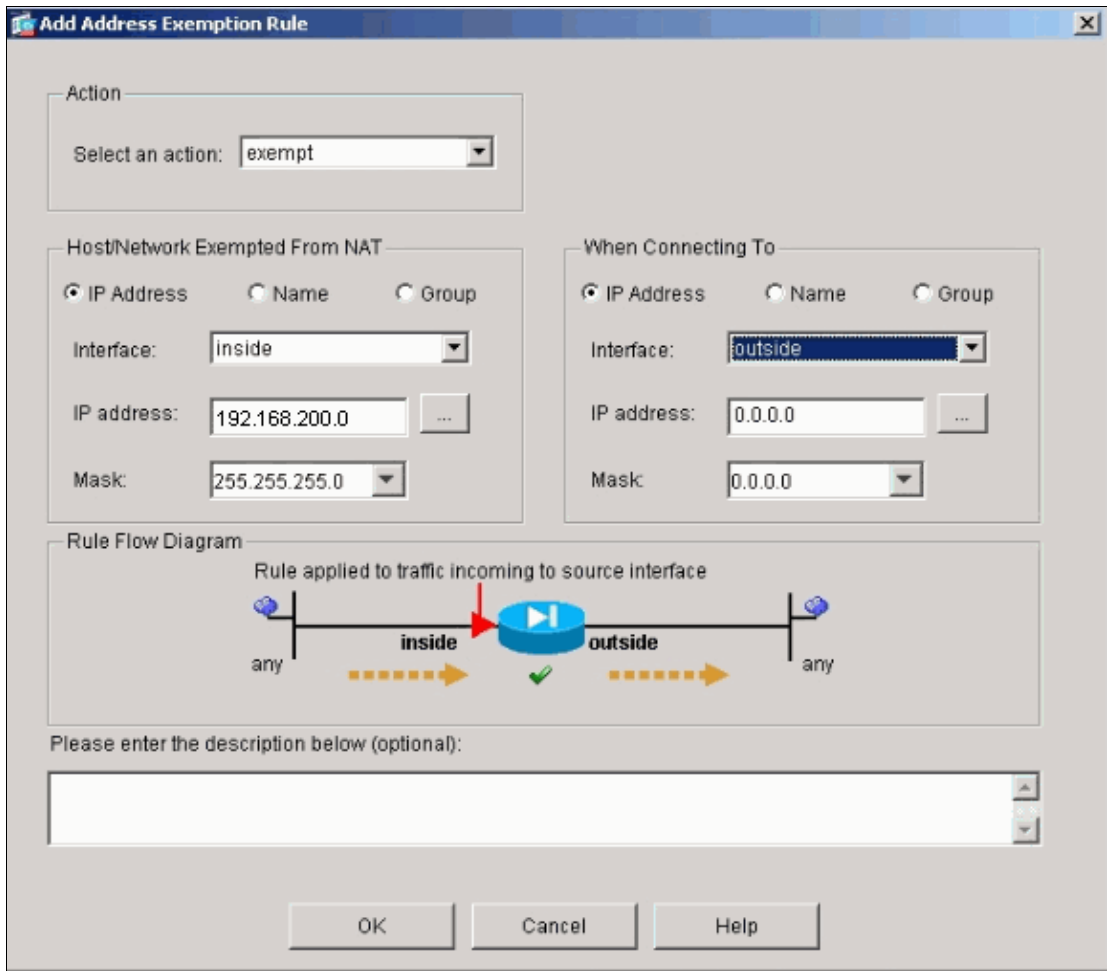 Add Address Exemption Rule
Action
Select an action: exempt
Host/Network Exempted From NAT
IP Address Name Group
Interface: inside
IP address: 192.168.200.0 ...
Mask: 255.255.255.0
When Connecting To
IP Address Name Group
Interface: outside
IP address: 0.0.0.0 ...
Mask: 0.0.0.0
Rule Flow Diagram
Rule applied to traffic incoming to source interface
inside outside
any any
Please enter the description below (optional):
OK Cancel Help